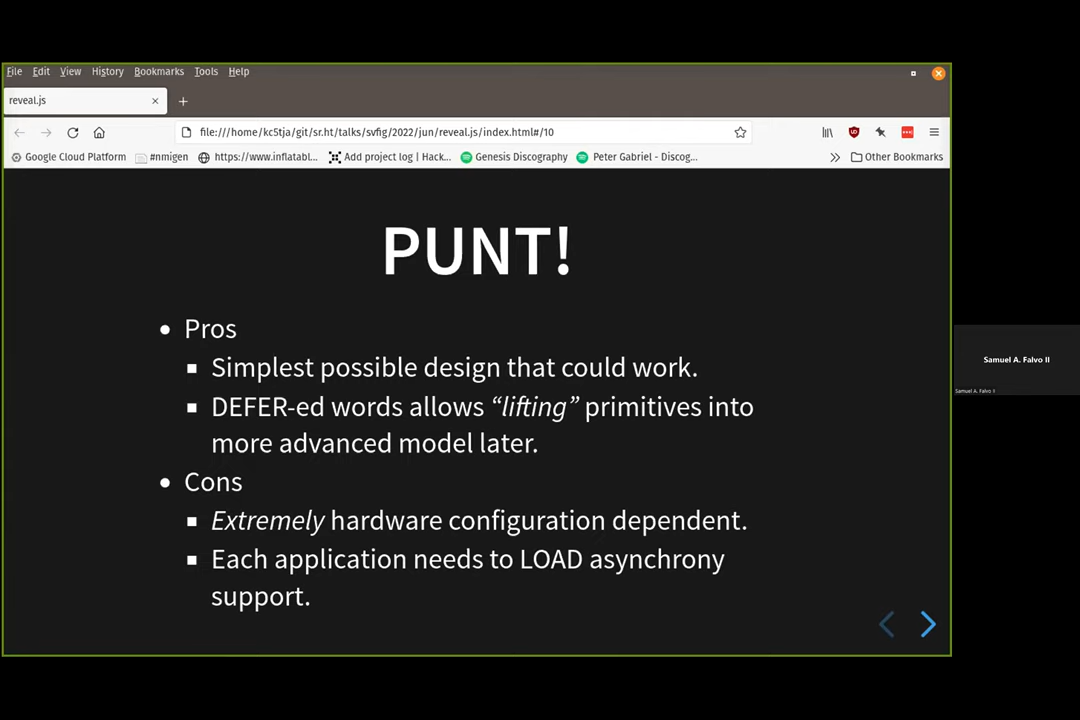 File Edit View History Bookmarks Tools Help
reveal.js
file:///home/kc5tja/git/sr.ht/talks/svfig/2022/jun/reveal.js/index.html#/10
Google Cloud Platform #nmigen https://www.inflatabl... Add project log | Hack... Genesis Discography Peter Gabriel - Discog... Other Bookmarks
PUNT!
Pros
Simplest possible design that could work.
DEFER-ed words allows “lifting” primitives into
more advanced model later.
Cons
Extremely hardware configuration dependent.
Each application needs to LOAD asynchrony
support.
Samuel A. Falvo II
Samuel A. Falvo II